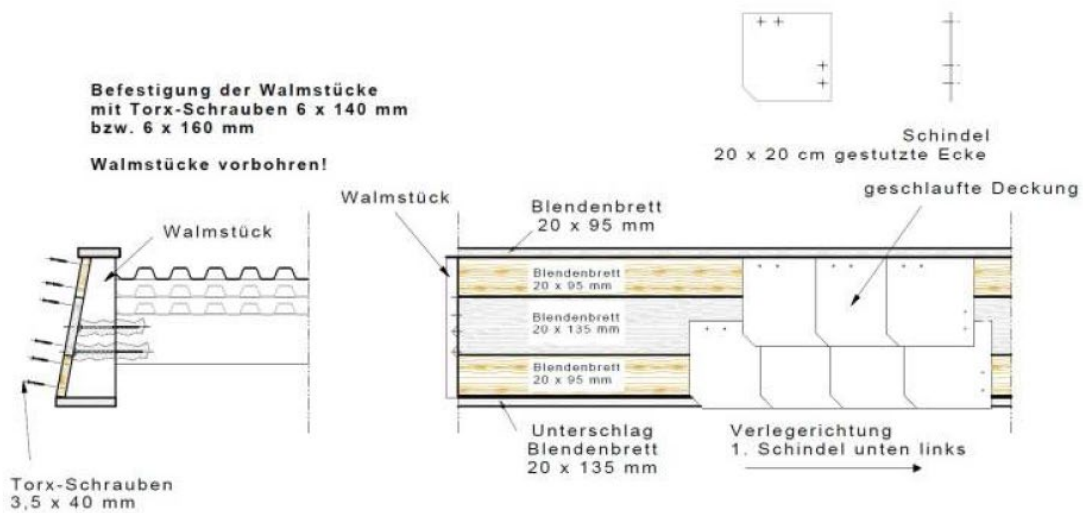 Befestigung der Walmstücke
mit Torx-Schrauben 6 x 140 mm
bzw. 6 x 160 mm
Walmstücke vorbohren!
Schindel
20 x 20 cm gestutzte Ecke
geschlaufte Deckung
Walmstück
Walmstück
Blendenbrett
20 x 95 mm
Blendenbrett
20 x 95 mm
Blendenbrett
20 x 135 mm
Blendenbrett
20 x 95 mm
Unterschlag
Blendenbrett
20 x 135 mm
Verlegerichtung
1. Schindel unten links
Torx-Schrauben
3,5 x 40 mm